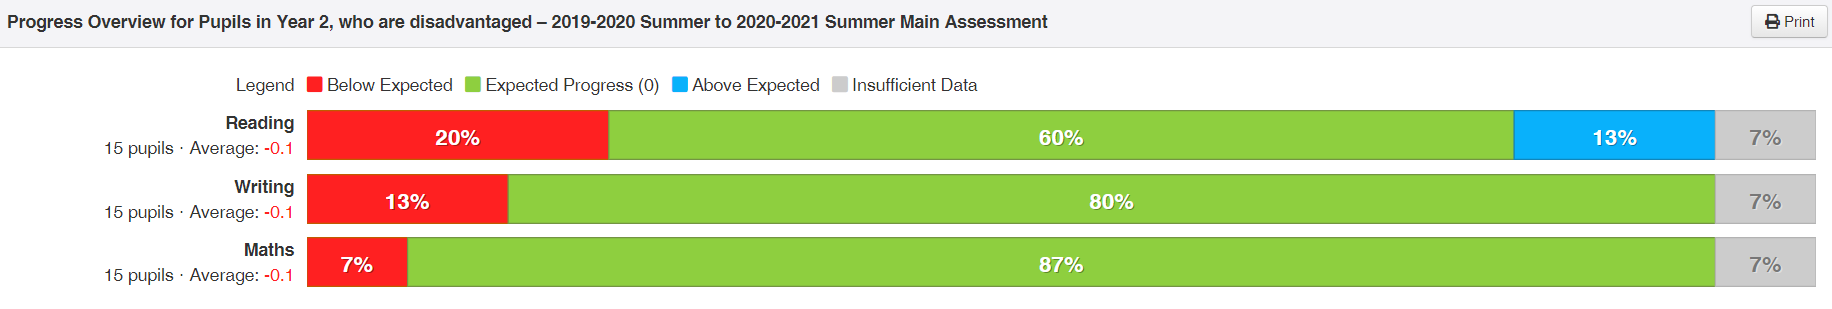 Progress Overview for Pupils in Year 2, who are disadvantaged – 2019-2020 Summer to 2020-2021 Summer Main Assessment
Print
Legend Below Expected Expected Progress (0) Above Expected Insufficient Data
Reading
15 pupils · Average: -0.1
20% 60% 13% 7%
Writing
15 pupils · Average: -0.1
13% 80% 7%
Maths
15 pupils · Average: -0.1
7% 87% 7%